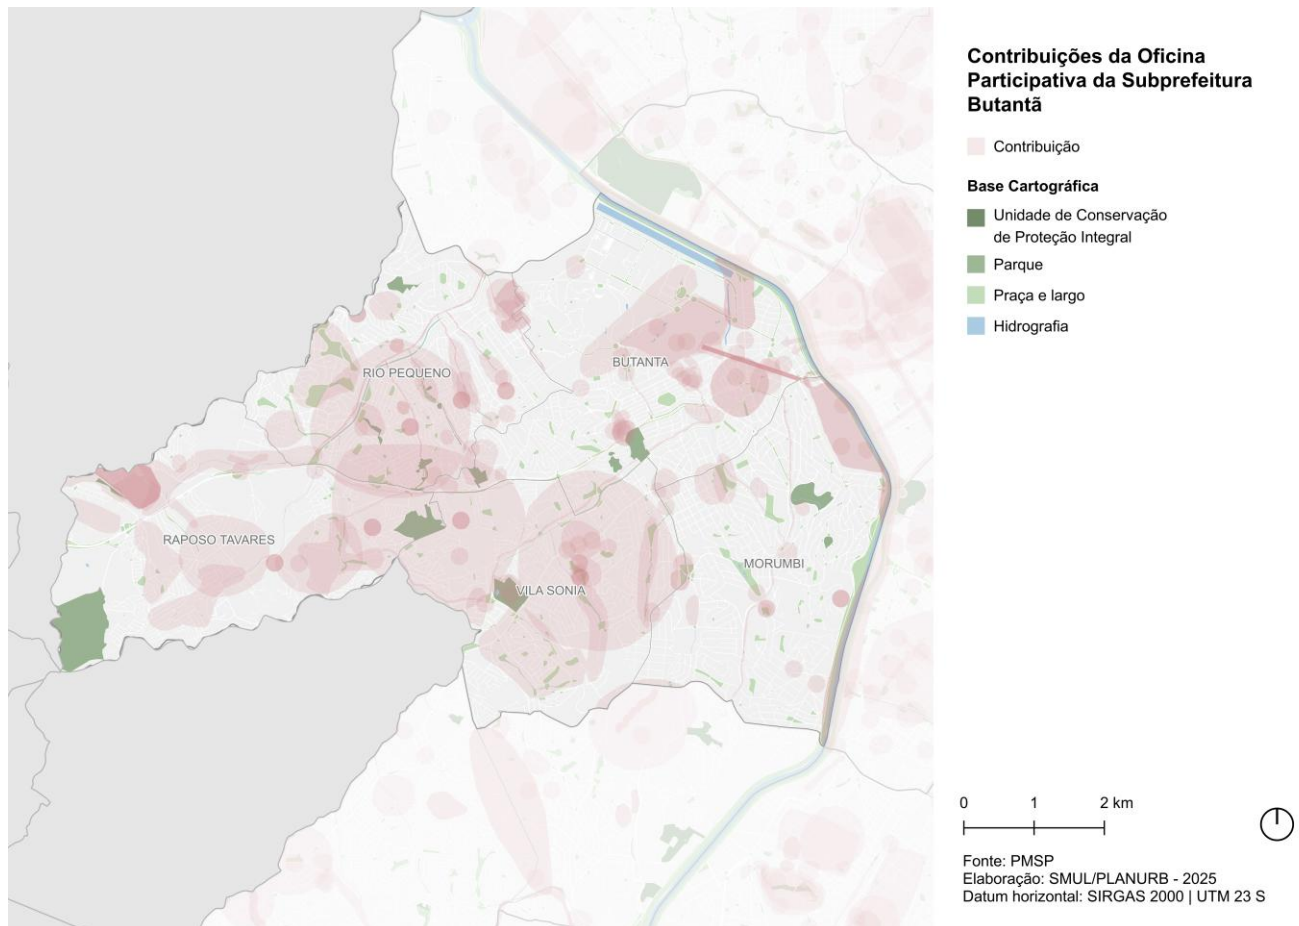 Contribuições da Oficina
Participativa da Subprefeitura
Butantã
Contribuição
Base Cartográfica
Unidade de Conservação
de Proteção Integral
Parque
Praça e largo
Hidrografia
BUTANTA
RIO PEQUENO
RAPOSO TAVARES
MORUMBI
VILA SONIA
0 1 2 km
Fonte: PMSP
Elaboração: SMUL/PLANURB - 2025
Datum horizontal: SIRGAS 2000 | UTM 23 S